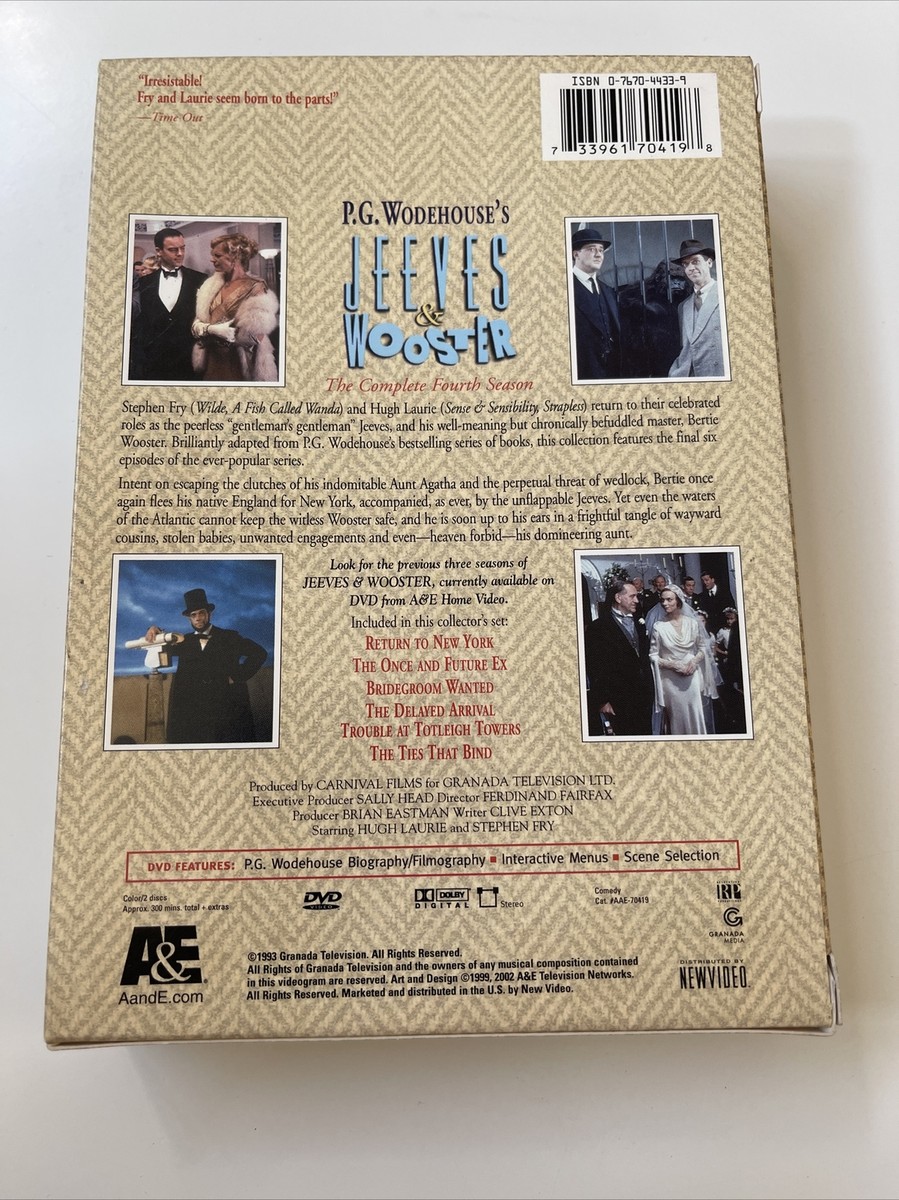 "Irresistable!
Fry and Laurie seem born to the parts!"
—Time Out
ISBN 0-7670-4433-9
7 33961 70419 8
P.G. WODEHOUSE'S
JEEVES
&
WOOSTER
The Complete Fourth Season
Stephen Fry (Wilde, A Fish Called Wanda) and Hugh Laurie (Sense & Sensibility, Straples) return to their celebrated
roles as the peerless "gentleman's gentleman" Jeeves, and his well-meaning but chronically befuddled master, Bertie
Wooster. Brilliantly adapted from P.G. Wodehouse's bestselling series of books, this collection features the final six
episodes of the ever-popular series.
Intent on escaping the clutches of his indomitable Aunt Agatha and the perpetual threat of wedlock, Bertie once
again flees his native England for New York, accompanied, as ever, by the unflappable Jeeves. Yet even the waters
of the Atlantic cannot keep the witless Wooster safe, and he is soon up to his ears in a frightful tangle of wayward
cousins, stolen babies, unwanted engagements and even—heaven forbid—his domineering aunt.
Look for the previous three seasons of
JEEVES & WOOSTER, currently available on
DVD from A&E Home Video.
Included in this collector's set:
RETURN TO NEW YORK
THE ONCE AND FUTURE EX
BRIDEGROOM WANTED
THE DELAYED ARRIVAL
TROUBLE AT TOTLEIGH TOWERS
THE TIES THAT BIND
Produced by CARNIVAL FILMS for GRANADA TELEVISION LTD.
Executive Producer SALLY HEAD Director FERDINAND FAIRFAX
Producer BRIAN EASTMAN Writer CLIVE EXTON
Starring HUGH LAURIE and STEPHEN FRY
DVD FEATURES: P.G. Wodehouse Biography/Filmography ▪ Interactive Menus ▪ Scene Selection
Color/2 discs
Approx. 300 mins. total + extras
DVD
VIDEO
DOLBY
DIGITAL
Stereo
Comedy
Cat. #AAE-70419
GRANADA
MEDIA
A&E
AandE.com
©1993 Granada Television. All Rights Reserved.
All Rights of Granada Television and the owners of any musical composition contained
in this videogram are reserved. Art and Design ©1999, 2002 A&E Television Networks.
All Rights Reserved. Marketed and distributed in the U.S. by New Video.
DISTRIBUTED BY
NEWVIDEO